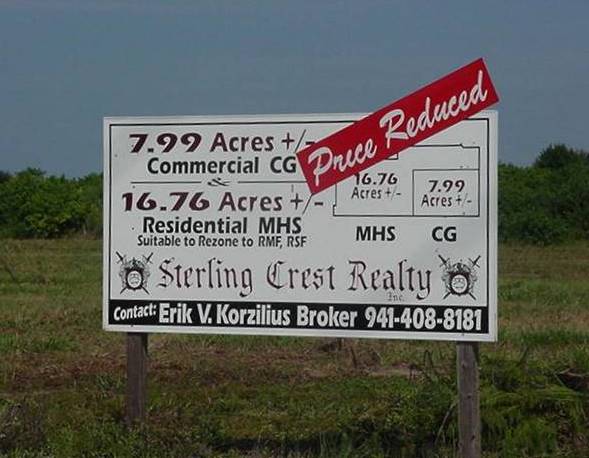 7.99 Acres +/-
Commercial CG
&
16.76 Acres +/-
Residential MHS
Suitable to Rezone to RMF, RSF
Price Reduced
16.76
Acres +/-
7.99
Acres +/-
MHS
CG
Sterling Crest Realty
Inc.
Contact: Erik V. Korzilius Broker 941-408-8181